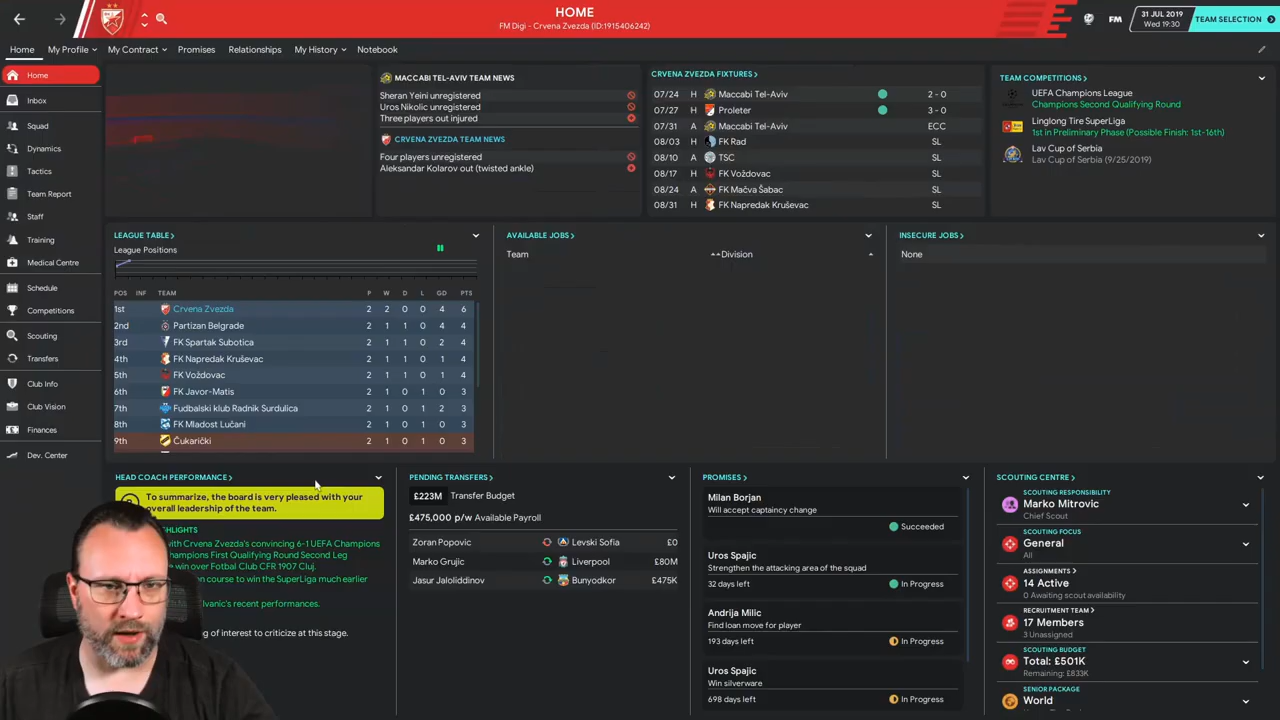 HOME
FM Digi - Crvena Zvezda (ID:1915406242)
FM
31 JUL 2019
Wed 19:30
TEAM SELECTION
Home
My Profile
My Contract
Promises
Relationships
My History
Notebook
Home
Inbox
Squad
Dynamics
Tactics
Team Report
Staff
Training
Medical Centre
Schedule
Competitions
Scouting
Transfers
Club Info
Club Vision
Finances
Dev. Center
MACCABI TEL-AVIV TEAM NEWS
Sheran Yeini unregistered
Uros Nikolic unregistered
Three players out injured
CRVENA ZVEZDA TEAM NEWS
Four players unregistered
Aleksandar Kolarov out (twisted ankle)
CRVENA ZVEZDA FIXTURES >
07/24 H Maccabi Tel-Aviv 2 - 0
07/27 H Proleter 3 - 0
07/31 A Maccabi Tel-Aviv ECC
08/03 H FK Rad SL
08/10 A TSC SL
08/17 H FK Voždovac SL
08/24 A FK Mačva Šabac SL
08/31 H FK Napredak Kruševac SL
TEAM COMPETITIONS >
UEFA Champions League
Champions Second Qualifying Round
Linglong Tire SuperLiga
1st in Preliminary Phase (Possible Finish: 1st-16th)
Lav Cup of Serbia
Lav Cup of Serbia (9/25/2019)
LEAGUE TABLE >
League Positions
POS INF TEAM P W D L GD PTS
1st Crvena Zvezda 2 2 0 0 4 6
2nd Partizan Belgrade 2 1 1 0 4 4
3rd FK Spartak Subotica 2 1 1 0 2 4
4th FK Napredak Kruševac 2 1 1 0 1 4
5th FK Voždovac 2 1 1 0 1 4
6th FK Javor-Matis 2 1 0 1 0 3
7th Fudbalski klub Radnik Surdulica 2 1 0 1 2 3
8th FK Mladost Lučani 2 1 0 1 0 3
9th Čukarički 2 1 0 1 0 3
AVAILABLE JOBS >
Team Division
INSECURE JOBS >
None
HEAD COACH PERFORMANCE >
To summarize, the board is very pleased with your
overall leadership of the team.
HIGHLIGHTS
with Crvena Zvezda's convincing 6-1 UEFA Champions
Champions First Qualifying Round Second Leg
win over Fotbal Club CFR 1907 Cluj.
on course to win the SuperLiga much earlier
recent performances.
of interest to criticize at this stage.
PENDING TRANSFERS >
£223M Transfer Budget
£475,000 p/w Available Payroll
Zoran Popovic Levski Sofia £0
Marko Grujic Liverpool £80M
Jasur Jaloliddinov Bunyodkor £475K
PROMISES >
Milan Borjan
Will accept captaincy change
Succeeded
Uros Spajic
Strengthen the attacking area of the squad
32 days left In Progress
Andrija Milic
Find loan move for player
193 days left In Progress
Uros Spajic
Win silverware
698 days left In Progress
SCOUTING CENTRE >
SCOUTING RESPONSIBILITY
Marko Mitrovic
Chief Scout
SCOUTING FOCUS
General
All
ASSIGNMENTS >
14 Active
0 Awaiting scout availability
RECRUITMENT TEAM >
17 Members
3 Unassigned
SCOUTING BUDGET
Total: £501K
Remaining: £833K
SENIOR PACKAGE
World